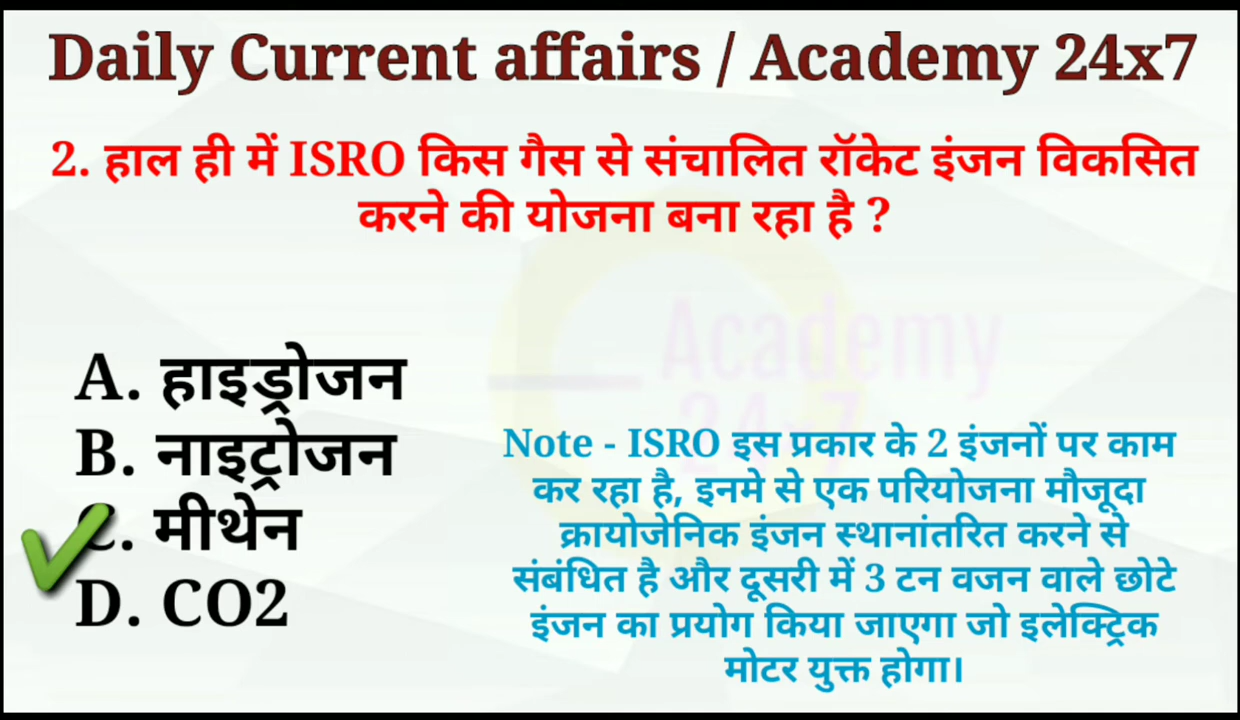 Daily Current affairs / Academy 24x7
2. हाल ही में ISRO किस गैस से संचालित रॉकेट इंजन विकसित
करने की योजना बना रहा है ?
Academy
24x7
A. हाइड्रोजन
B. नाइट्रोजन
C. मीथेन
D. CO2
Note - ISRO इस प्रकार के 2 इंजनों पर काम
कर रहा है, इनमे से एक परियोजना मौजूदा
क्रायोजेनिक इंजन स्थानांतरित करने से
संबंधित है और दूसरी में 3 टन वजन वाले छोटे
इंजन का प्रयोग किया जाएगा जो इलेक्ट्रिक
मोटर युक्त होगा।